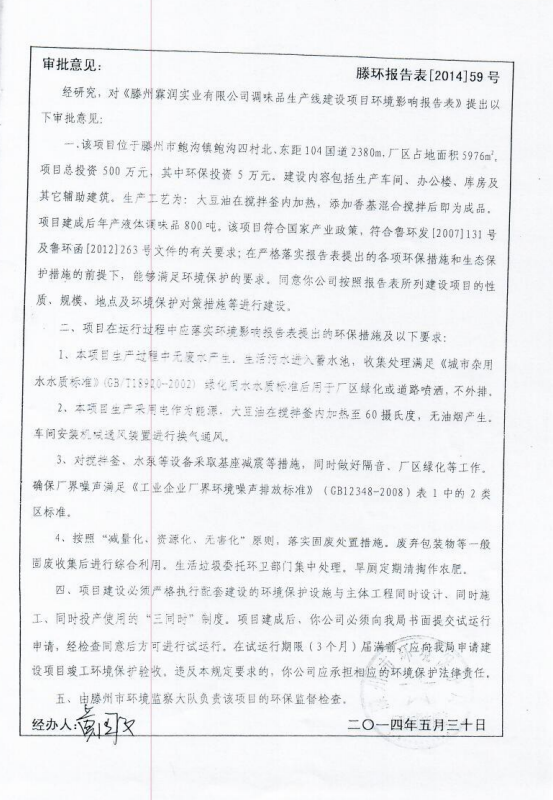 审批意见：
滕环报告表[2014]59号
经研究，对《滕州霖润实业有限公司调味品生产线建设项目环境影响报告表》提出以
下审批意见：
一、该项目位于滕州市鲍沟镇鲍沟四村北，东距104国道2380m，厂区占地面积5976㎡，
项目总投资500万元，其中环保投资5万元。建设内容包括生产车间、办公楼、库房及
其它辅助建筑。生产工艺为：大豆油在搅拌釜内加热，添加香基混合搅拌后即为成品。
项目建成后年产液体调味品800吨。该项目符合国家产业政策，符合鲁环发[2007]131号
及鲁环函[2012]263号文件的有关要求；在严格落实报告表提出的各项环保措施和生态保
护措施的前提下，能够满足环境保护的要求。同意你公司按照报告表所列建设项目的性
质、规模、地点及环境保护对策措施等进行建设。
二、项目在运行过程中应落实环境影响报告表提出的环保措施及以下要求：
1、本项目生产过程中无废水产生，生活污水进入蓄水池，收集处理满足《城市杂用
水水质标准》（GB/T18920-2002）绿化用水水质标准后用于厂区绿化或道路喷洒，不外排。
2、本项目生产采用电作为能源，大豆油在搅拌釜内加热至60摄氏度，无油烟产生。
车间安装机械通风装置进行换气通风。
3、对搅拌釜、水泵等设备采取基座减震等措施，同时做好隔音、厂区绿化等工作。
确保厂界噪声满足《工业企业厂界环境噪声排放标准》（GB12348-2008）表1中的2类
区标准。
4、按照“减量化、资源化、无害化”原则，落实固废处置措施。废弃包装物等一般
固废收集后进行综合利用。生活垃圾委托环卫部门集中处理。旱厕定期清掏作农肥。
四、项目建设必须严格执行配套建设的环境保护设施与主体工程同时设计、同时施
工、同时投产使用的“三同时”制度。项目建成后，你公司必须向我局书面提交试运行
申请，经检查同意后方可进行试运行。在试运行期限（3个月）届满前，应向我局申请建
设项目竣工环境保护验收。违反本规定要求的，你公司应承担相应的环境保护法律责任。
五、由滕州市环境监察大队负责该项目的环保监督检查。
经办人：
二〇一四年五月三十日